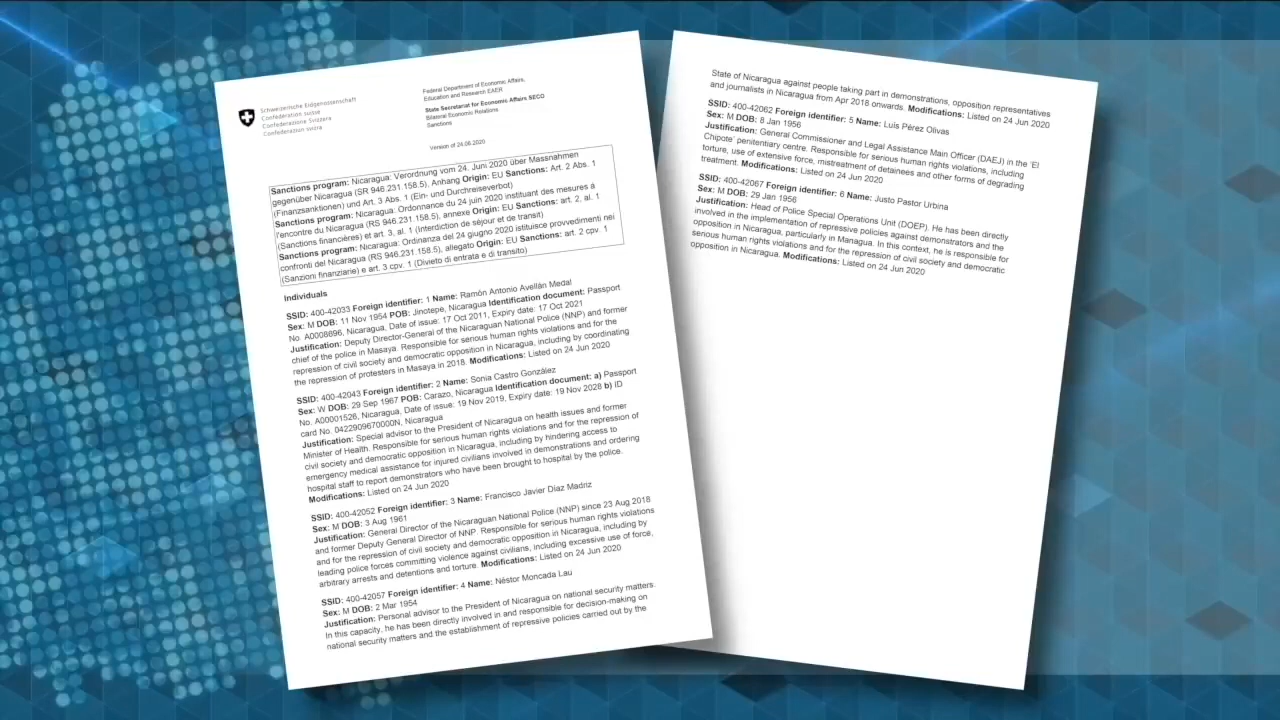 Schweizerische Eidgenossenschaft
Confédération suisse
Confederazione Svizzera
Confederaziun svizra
Federal Department of Economic Affairs,
Education and Research EAER
State Secretariat for Economic Affairs SECO
Bilateral Economic Relations
Sanctions
Version of 24.06.2020
Sanctions program: Nicaragua: Verordnung vom 24. Juni 2020 über Massnahmen
gegenüber Nicaragua (SR 946.231.158.5), Anhang Origin: EU Sanctions: Art. 2 Abs. 1
(Finanzsanktionen) und Art. 3 Abs. 1 (Ein- und Durchreiseverbot)
Sanctions program: Nicaragua: Ordonnance du 24 juin 2020 instituant des mesures à
l'encontre du Nicaragua (RS 946.231.158.5), annexe Origin: EU Sanctions: art. 2, al. 1
(Sanctions financières) et art. 3, al. 1 (Interdiction de séjour et de transit)
Sanctions program: Nicaragua: Ordinanza del 24 giugno 2020 istituisce provvedimenti nei
confronti del Nicaragua (RS 946.231.158.5), allegato Origin: EU Sanctions: art. 2 cpv. 1
(Sanzioni finanziarie) e art. 3 cpv. 1 (Divieto di entrata e di transito)
Individuals
SSID: 400-42033 Foreign identifier: 1 Name: Ramón Antonio Avellán Medal
Sex: M DOB: 11 Nov 1954 POB: Jinotepe, Nicaragua Identification document: Passport
No. A0008696, Nicaragua, Date of issue: 17 Oct 2011, Expiry date: 17 Oct 2021
Justification: Deputy Director-General of the Nicaraguan National Police (NNP) and former
chief of the police in Masaya. Responsible for serious human rights violations and for the
repression of civil society and democratic opposition in Nicaragua, including by coordinating
the repression of protesters in Masaya in 2018. Modifications: Listed on 24 Jun 2020
SSID: 400-42043 Foreign identifier: 2 Name: Sonia Castro González
Sex: W DOB: 29 Sep 1967 POB: Carazo, Nicaragua Identification document: a) Passport
No. A00001526, Nicaragua, Date of issue: 19 Nov 2019, Expiry date: 19 Nov 2028 b) ID
card No. 0422909670000N, Nicaragua
Justification: Special advisor to the President of Nicaragua on health issues and former
Minister of Health. Responsible for serious human rights violations and for the repression of
civil society and democratic opposition in Nicaragua, including by hindering access to
emergency medical assistance for injured civilians involved in demonstrations and ordering
hospital staff to report demonstrators who have been brought to hospital by the police.
Modifications: Listed on 24 Jun 2020
SSID: 400-42052 Foreign identifier: 3 Name: Francisco Javier Díaz Madriz
Sex: M DOB: 3 Aug 1961
Justification: General Director of the Nicaraguan National Police (NNP) since 23 Aug 2018
and former Deputy General Director of NNP. Responsible for serious human rights violations
and for the repression of civil society and democratic opposition in Nicaragua, including by
leading police forces committing violence against civilians, including excessive use of force,
arbitrary arrests and detentions and torture. Modifications: Listed on 24 Jun 2020
SSID: 400-42057 Foreign identifier: 4 Name: Néstor Moncada Lau
Sex: M DOB: 2 Mar 1954
Justification: Personal advisor to the President of Nicaragua on national security matters.
In this capacity, he has been directly involved in and responsible for decision-making on
national security matters and the establishment of repressive policies carried out by the
State of Nicaragua against people taking part in demonstrations, opposition representatives
and journalists in Nicaragua from Apr 2018 onwards. Modifications: Listed on 24 Jun 2020
SSID: 400-42062 Foreign identifier: 5 Name: Luis Pérez Olivas
Sex: M DOB: 8 Jan 1956
Justification: General Commissioner and Legal Assistance Main Officer (DAEJ) in the 'El
Chipote' penitentiary centre. Responsible for serious human rights violations, including
torture, use of extensive force, mistreatment of detainees and other forms of degrading
treatment. Modifications: Listed on 24 Jun 2020
SSID: 400-42067 Foreign identifier: 6 Name: Justo Pastor Urbina
Sex: M DOB: 29 Jan 1956
Justification: Head of Police Special Operations Unit (DOEP). He has been directly
involved in the implementation of repressive policies against demonstrators and the
opposition in Nicaragua, particularly in Managua. In this context, he is responsible for
serious human rights violations and for the repression of civil society and democratic
opposition in Nicaragua. Modifications: Listed on 24 Jun 2020